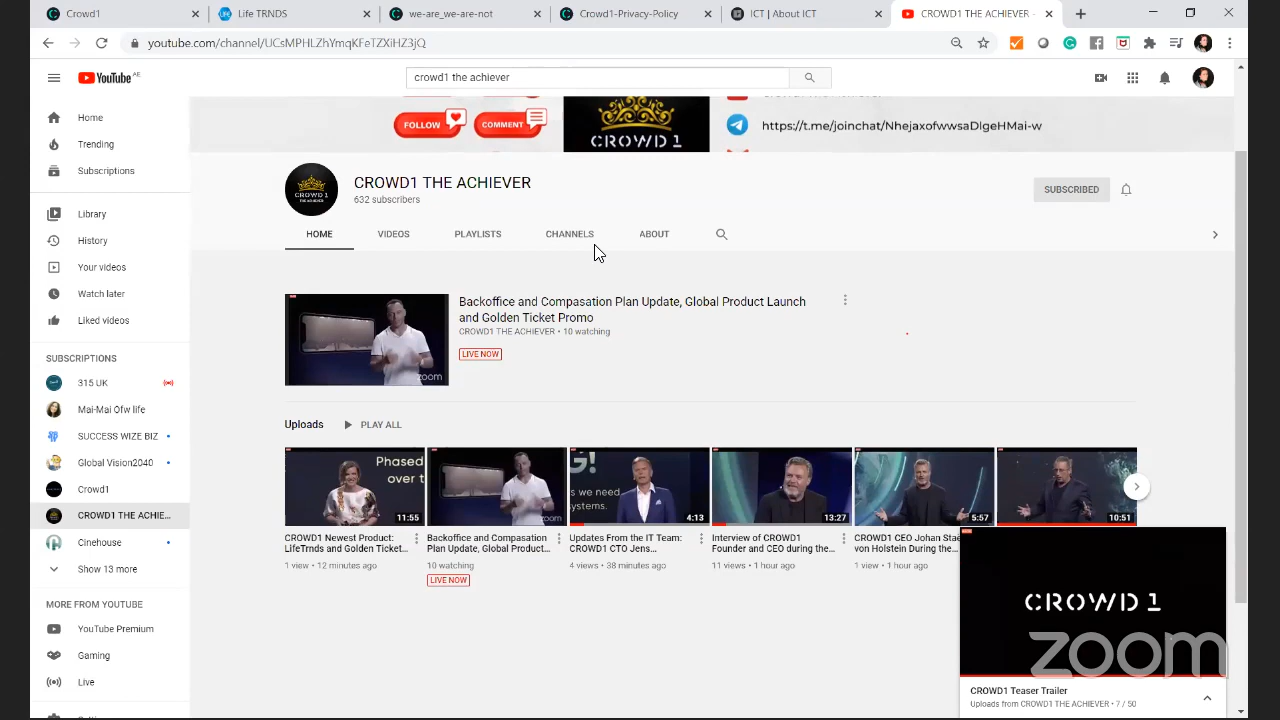 Crowd1
Life TRNDS
we-are_we-are-not
Crowd1-Privacy-Policy
ICT | About ICT
CROWD1 THE ACHIEVER -
youtube.com/channel/UCsMPHLZhYmqKFeTZXiHZ3jQ
YouTube AE
crowd1 the achiever
FOLLOW
COMMENT
CROWD 1
https://t.me/joinchat/NhejaxofwwsaDlgeHMai-w
Home
Trending
Subscriptions
Library
History
Your videos
Watch later
Liked videos
SUBSCRIPTIONS
315 UK
Mai-Mai Ofw life
SUCCESS WIZE BIZ
Global Vision2040
Crowd1
CROWD1 THE ACHIE...
Cinehouse
Show 13 more
MORE FROM YOUTUBE
YouTube Premium
Gaming
Live
CROWD 1
CROWD1 THE ACHIEVER
632 subscribers
SUBSCRIBED
HOME
VIDEOS
PLAYLISTS
CHANNELS
ABOUT
zoom
Backoffice and Compasation Plan Update, Global Product Launch
and Golden Ticket Promo
CROWD1 THE ACHIEVER • 10 watching
LIVE NOW
Uploads
PLAY ALL
Phased
over t
11:55
CROWD1 Newest Product:
LifeTrnds and Golden Ticket...
1 view • 12 minutes ago
zoom
Backoffice and Compasation
Plan Update, Global Product...
10 watching
LIVE NOW
G!
s we need
ystems.
4:13
Updates From the IT Team:
CROWD1 CTO Jens...
4 views • 38 minutes ago
13:27
Interview of CROWD1
Founder and CEO during the...
11 views • 1 hour ago
5:57
CROWD1 CEO Johan Stae
von Holstein During the...
1 view • 1 hour ago
10:51
CROWD 1
zoom
CROWD1 Teaser Trailer
Uploads from CROWD1 THE ACHIEVER • 7 / 50